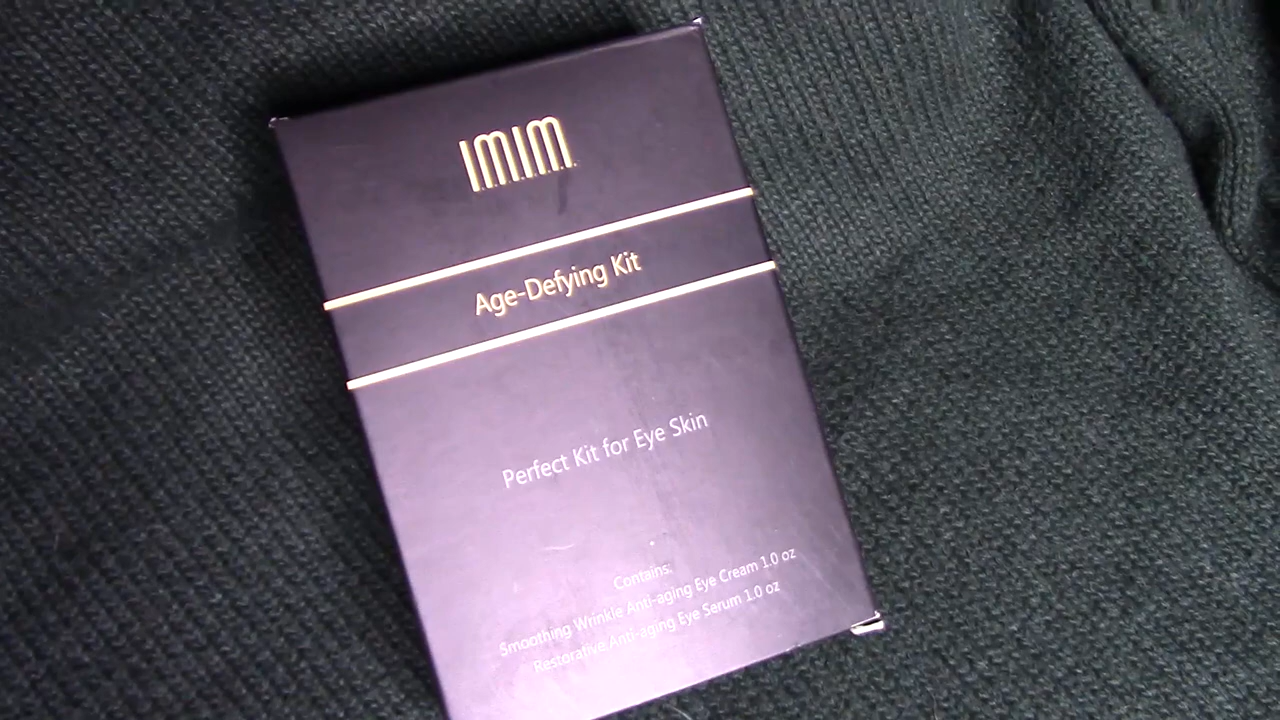 IMIM
Age-Defying Kit
Perfect Kit for Eye Skin
Contains:
Smoothing Wrinkle Anti-aging Eye Cream 1.0 oz
Restorative Anti-aging Eye Serum 1.0 oz